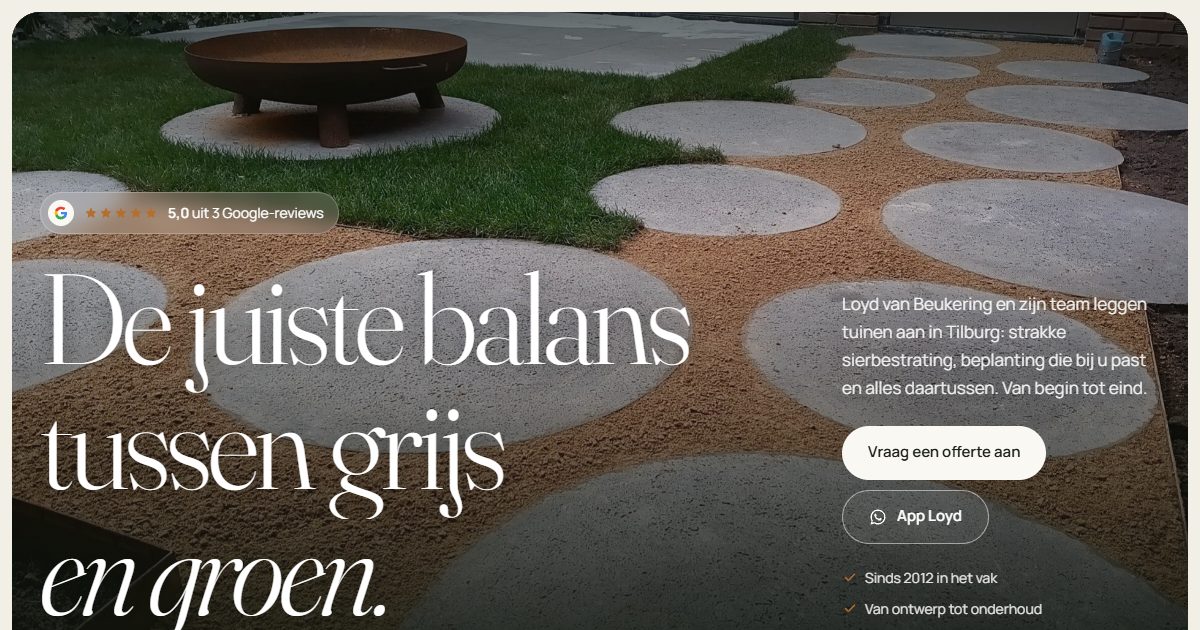 5,0 uit 3 Google-reviews
De juiste balans
tussen grijs
en groen.
Loyd van Beukering en zijn team leggen
tuinen aan in Tilburg: strakke
sierbestrating, beplanting die bij u past
en alles daartussen. Van begin tot eind.
Vraag een offerte aan
App Loyd
Sinds 2012 in het vak
Van ontwerp tot onderhoud